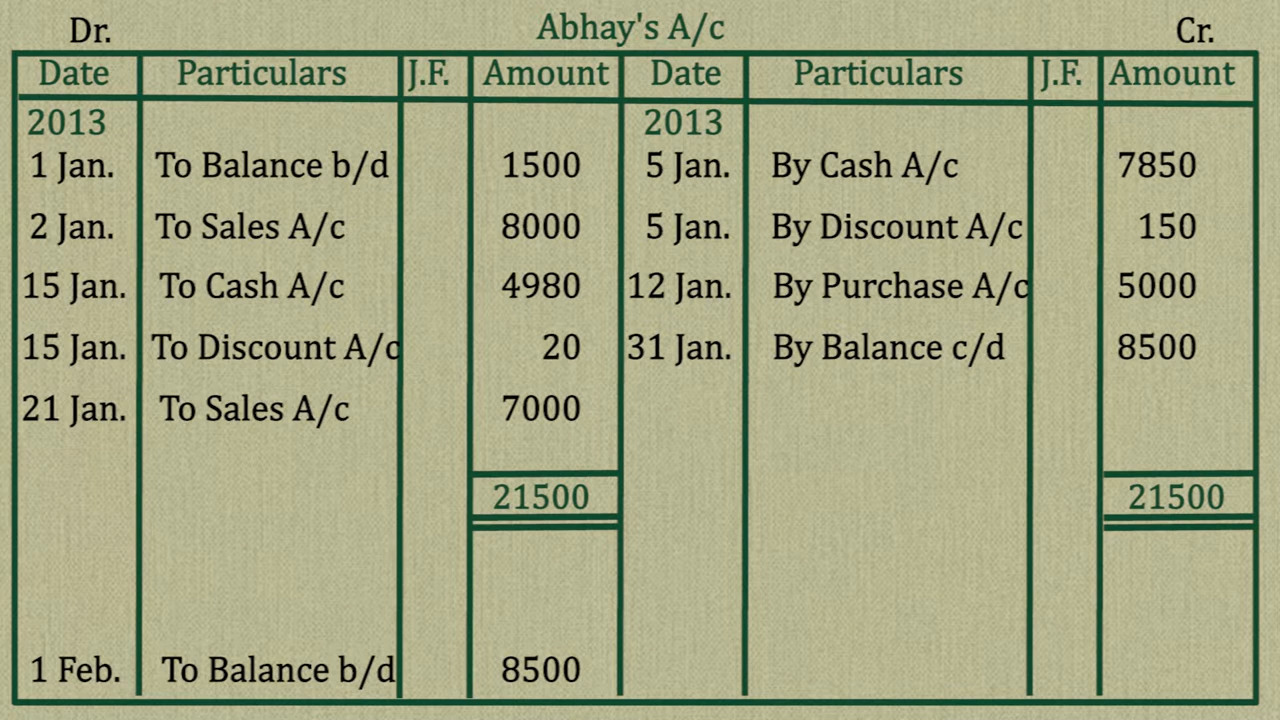 Dr. Abhay's A/c Cr.
Date Particulars J.F. Amount Date Particulars J.F. Amount
2013 2013
1 Jan. To Balance b/d 1500 5 Jan. By Cash A/c 7850
2 Jan. To Sales A/c 8000 5 Jan. By Discount A/c 150
15 Jan. To Cash A/c 4980 12 Jan. By Purchase A/c 5000
15 Jan. To Discount A/c 20 31 Jan. By Balance c/d 8500
21 Jan. To Sales A/c 7000
21500 21500
1 Feb. To Balance b/d 8500